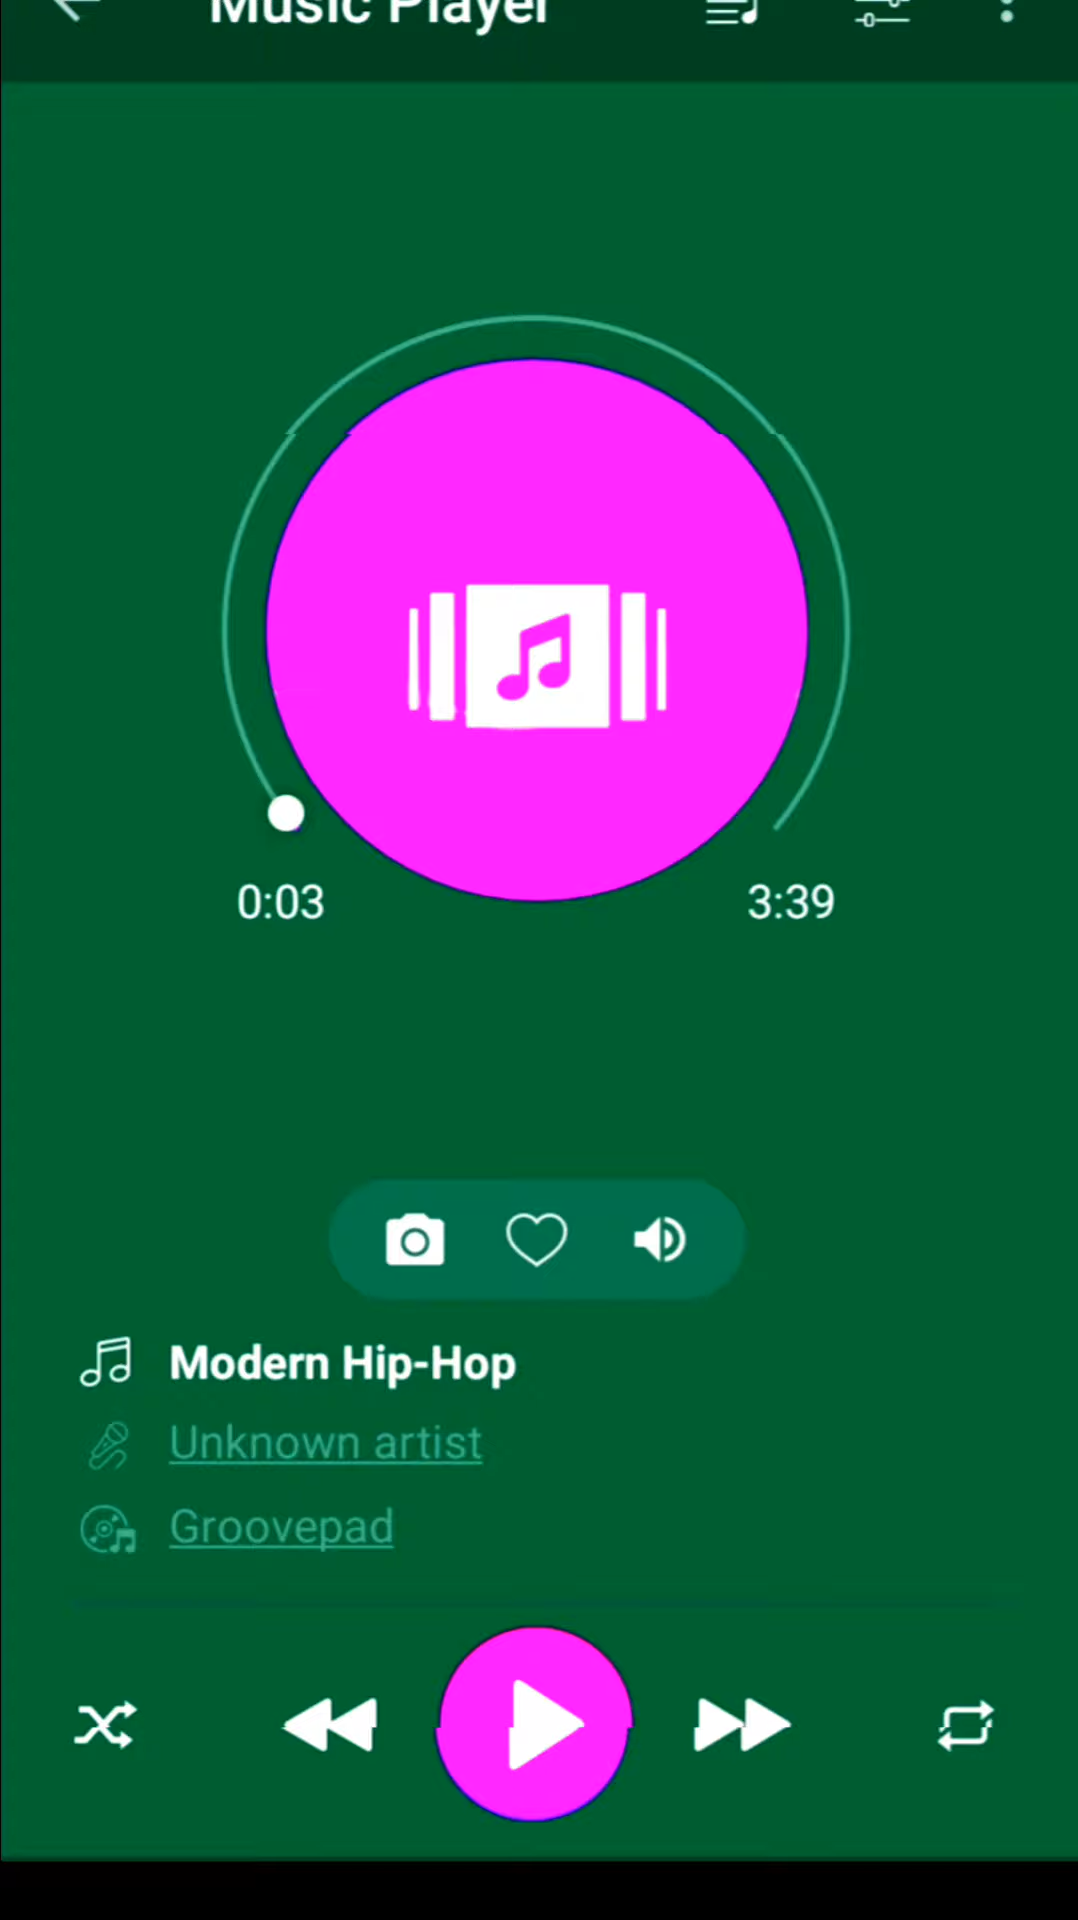 Music Player
0:03
3:39
Modern Hip-Hop
Unknown artist
Groovepad